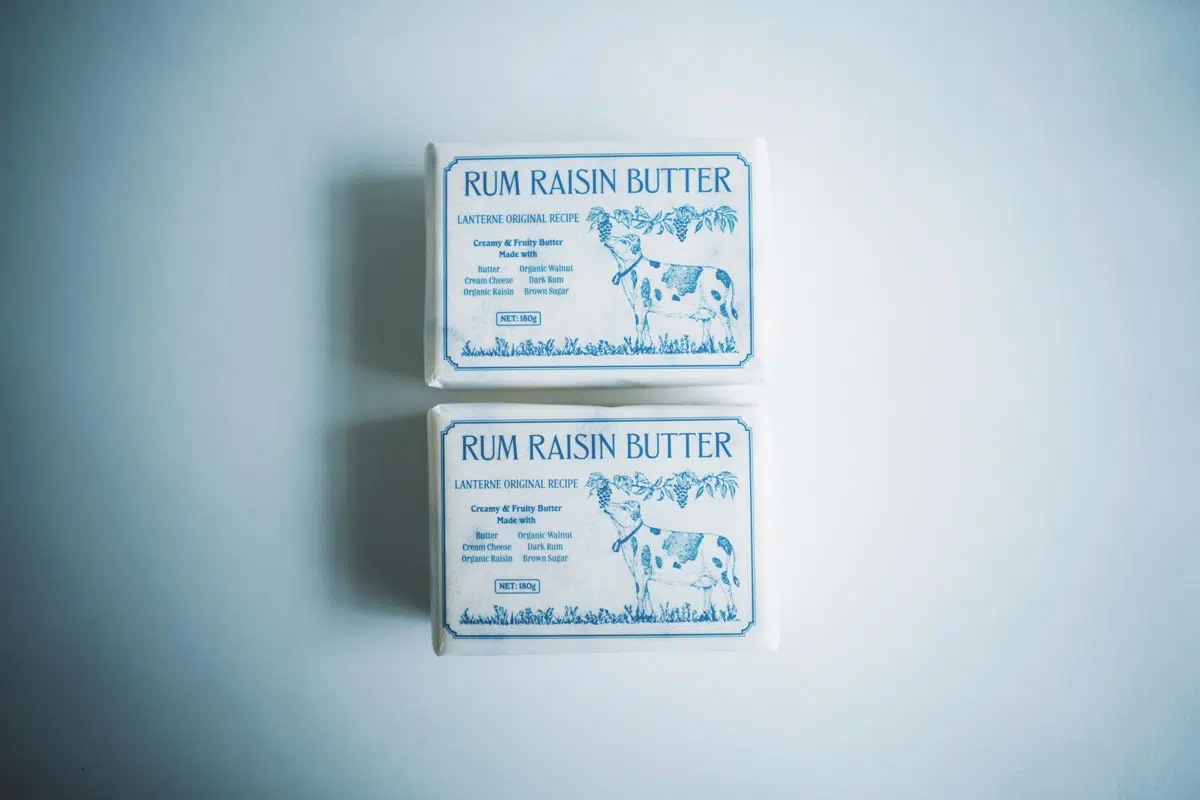 RUM RAISIN BUTTER
LANTERNE ORIGINAL RECIPE
Creamy & Fruity Butter
Made with
Butter Organic Walnut
Cream Cheese Dark Rum
Organic Raisin Brown Sugar
NET: 180g
RUM RAISIN BUTTER
LANTERNE ORIGINAL RECIPE
Creamy & Fruity Butter
Made with
Butter Organic Walnut
Cream Cheese Dark Rum
Organic Raisin Brown Sugar
NET: 180g